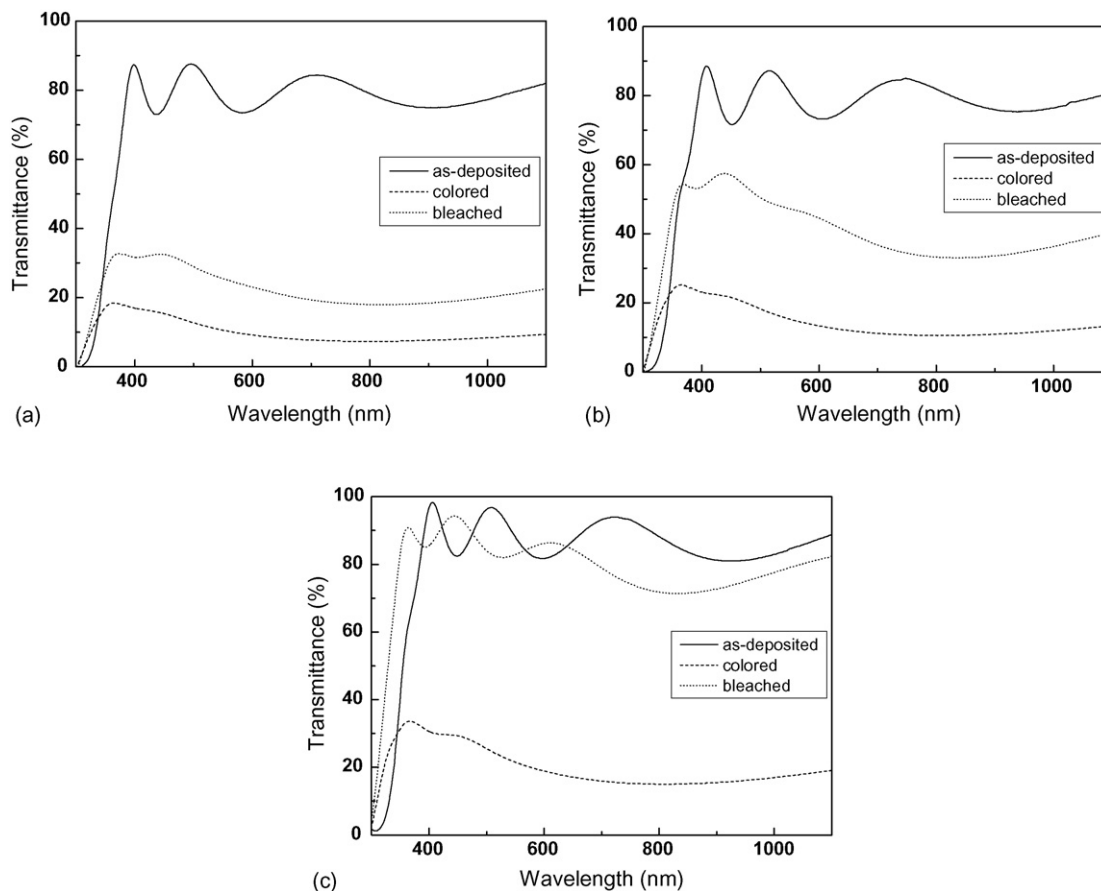 100
80
60
40
20
0
Transmittance (%)
as-deposited
colored
bleached
400 600 800 1000
Wavelength (nm)
(a)
100
80
60
40
20
0
Transmittance (%)
as-deposited
colored
bleached
400 600 800 1000
Wavelength (nm)
(b)
100
80
60
40
20
0
Transmittance (%)
as-deposited
colored
bleached
400 600 800 1000
Wavelength (nm)
(c)